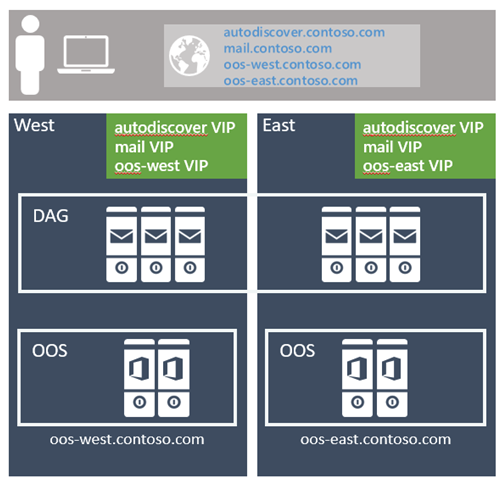 autodiscover.contoso.com
mail.contoso.com
oos-west.contoso.com
oos-east.contoso.com
West
autodiscover VIP
mail VIP
oos-west VIP
East
autodiscover VIP
mail VIP
oos-east VIP
DAG
OOS
OOS
oos-west.contoso.com
oos-east.contoso.com